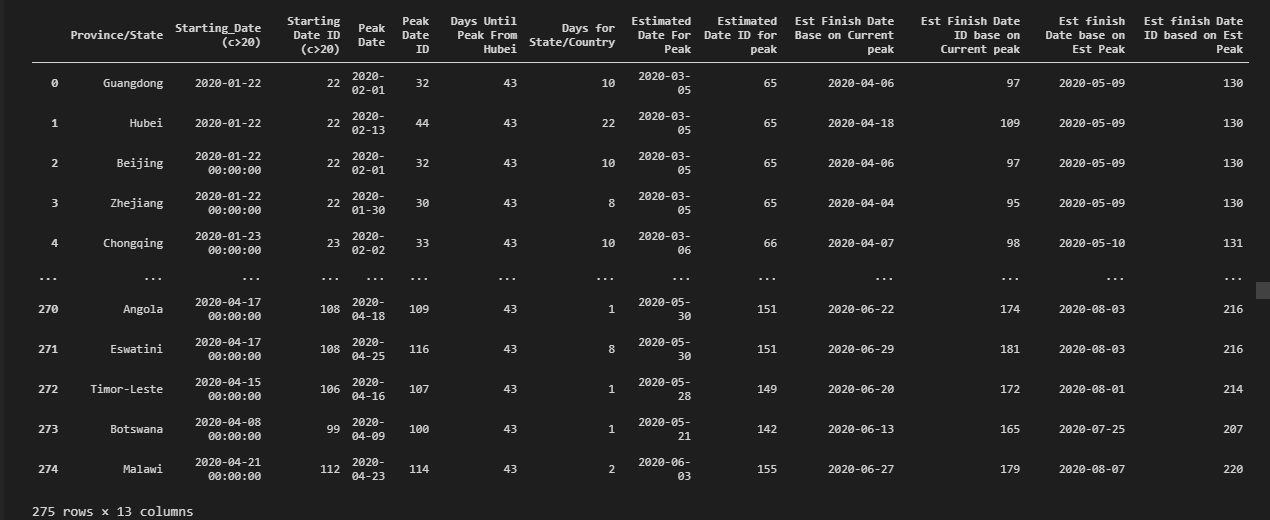 Province/State Starting_Date (c>20) Starting Date ID (c>20) Peak Date Peak Date ID Days Until Peak From Hubei Days for State/Country Estimated Date For Peak Estimated Date ID for peak Est Finish Date Base on Current peak Est Finish Date ID base on Current peak Est finish Date base on Est Peak Est finish Date ID based on Est Peak
0 Guangdong 2020-01-22 22 2020-02-01 32 43 10 2020-03-05 65 2020-04-06 97 2020-05-09 130
1 Hubei 2020-01-22 22 2020-02-13 44 43 22 2020-03-05 65 2020-04-18 109 2020-05-09 130
2 Beijing 2020-01-22 00:00:00 22 2020-02-01 32 43 10 2020-03-05 65 2020-04-06 97 2020-05-09 130
3 Zhejiang 2020-01-22 00:00:00 22 2020-01-30 30 43 8 2020-03-05 65 2020-04-04 95 2020-05-09 130
4 Chongqing 2020-01-23 00:00:00 23 2020-02-02 33 43 10 2020-03-06 66 2020-04-07 98 2020-05-10 131
... ... ... ... ... ... ... ... ... ... ... ... ... ...
270 Angola 2020-04-17 00:00:00 108 2020-04-18 109 43 1 2020-05-30 151 2020-06-22 174 2020-08-03 216
271 Eswatini 2020-04-17 00:00:00 108 2020-04-25 116 43 8 2020-05-30 151 2020-06-29 181 2020-08-03 216
272 Timor-Leste 2020-04-15 00:00:00 106 2020-04-16 107 43 1 2020-05-28 149 2020-06-20 172 2020-08-01 214
273 Botswana 2020-04-08 00:00:00 99 2020-04-09 100 43 1 2020-05-21 142 2020-06-13 165 2020-07-25 207
274 Malawi 2020-04-21 00:00:00 112 2020-04-23 114 43 2 2020-06-03 155 2020-06-27 179 2020-08-07 220
275 rows × 13 columns